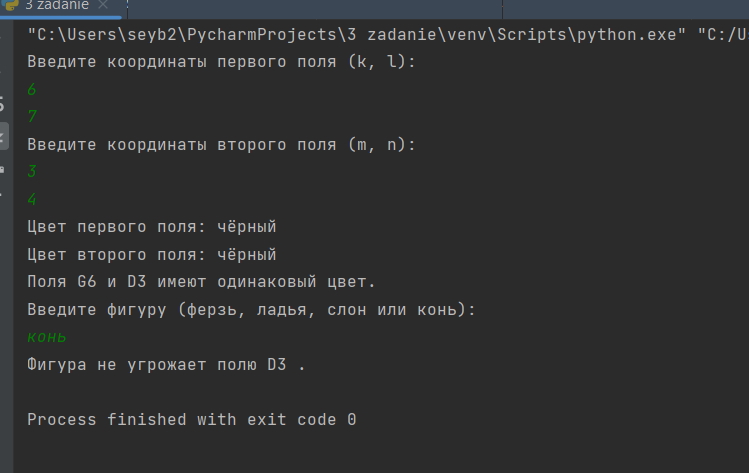 3 zadanie
"C:\Users\seyb2\PycharmProjects\3 zadanie\venv\Scripts\python.exe" "C:/Us
Введите координаты первого поля (k, l):
6
7
Введите координаты второго поля (m, n):
3
4
Цвет первого поля: чёрный
Цвет второго поля: чёрный
Поля G6 и D3 имеют одинаковый цвет.
Введите фигуру (ферзь, ладья, слон или конь):
конь
Фигура не угрожает полю D3 .
Process finished with exit code 0